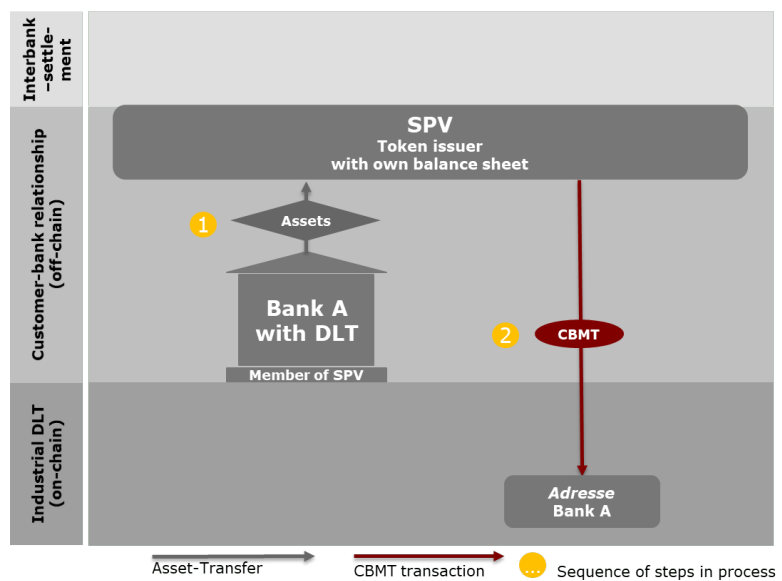 Interbank
–settle-
ment
SPV
Token issuer
with own balance sheet
Customer-bank relationship
(off-chain)
1
Assets
Bank A
with DLT
Member of SPV
2
CBMT
Industrial DLT
(on-chain)
Adresse
Bank A
Asset-Transfer
CBMT transaction
...
Sequence of steps in process